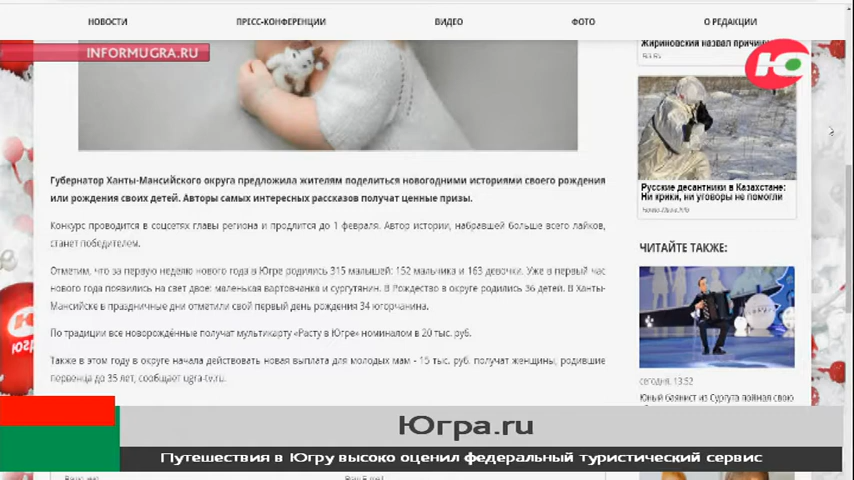 НОВОСТИ
ПРЕСС-КОНФЕРЕНЦИИ
ВИДЕО
ФОТО
О РЕДАКЦИИ
INFORMUGRA.RU
Жириновский назвал
Ю
Губернатор Ханты-Мансийского округа предложила жителям поделиться новогодними историями своего рождения
или рождения своих детей. Авторы самых интересных рассказов получат ценные призы.
Конкурс проводится в соцсетях главы региона и продлится до 1 февраля. Автор истории, набравшей больше всего лайков,
станет победителем.
Отметим, что за первую неделю нового года в Югре родились 315 малышей: 152 мальчика и 163 девочки. Уже в первый час
нового года появились на свет двое: маленькая вартовчанка и сургутянин. В Рождество в округе родились 36 детей. В Ханты-
Мансийске в праздничные дни отметили свой первый день рождения 34 югорчанина.
По традиции все новорождённые получат мультикарту «Расту в Югре» номиналом в 20 тыс. руб.
Также в этом году в округе начала действовать новая выплата для молодых мам - 15 тыс. руб. получат женщины, родившие
первенца до 35 лет, сообщает ugra-tv.ru.
Русские десантники в Казахстане:
Ни крики, ни уговоры не помогли
ЧИТАЙТЕ ТАКЖЕ:
сегодня, 13:52
Юный баянист из Сургута поймал свою
Югра.ru
Путешествия в Югру высоко оценил федеральный туристический сервис